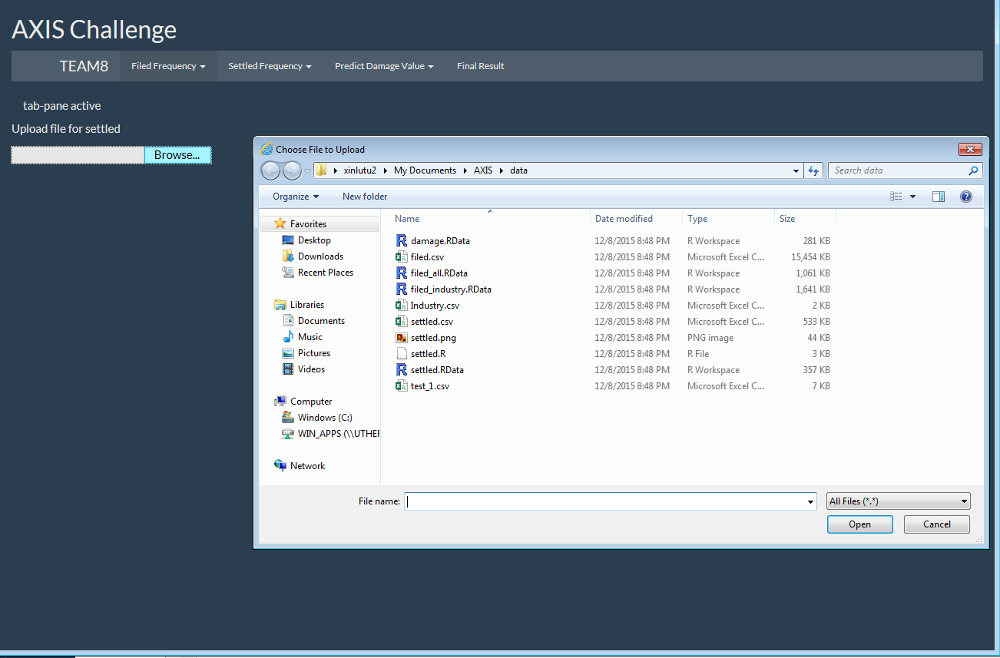 AXIS Challenge
TEAM8 Filed Frequency Settled Frequency Predict Damage Value Final Result
tab-pane active
Upload file for settled
Browse...
Choose File to Upload
xinlutu2 My Documents AXIS data Search data
Organize New folder
Name Date modified Type Size
Favorites
Desktop
Downloads
Recent Places
Libraries
Documents
Music
Pictures
Videos
Computer
Windows (C:)
WIN_APPS (\\UTHER
Network
damage.RData 12/8/2015 8:48 PM R Workspace 281 KB
filed.csv 12/8/2015 8:48 PM Microsoft Excel C... 15,454 KB
filed_all.RData 12/8/2015 8:48 PM R Workspace 1,061 KB
filed_industry.RData 12/8/2015 8:48 PM R Workspace 1,641 KB
Industry.csv 12/8/2015 8:48 PM Microsoft Excel C... 2 KB
settled.csv 12/8/2015 8:48 PM Microsoft Excel C... 533 KB
settled.png 12/8/2015 8:48 PM PNG image 44 KB
settled.R 12/8/2015 8:48 PM R File 3 KB
settled.RData 12/8/2015 8:48 PM R Workspace 357 KB
test_1.csv 12/8/2015 8:48 PM Microsoft Excel C... 7 KB
File name: All Files (*.*)
Open Cancel